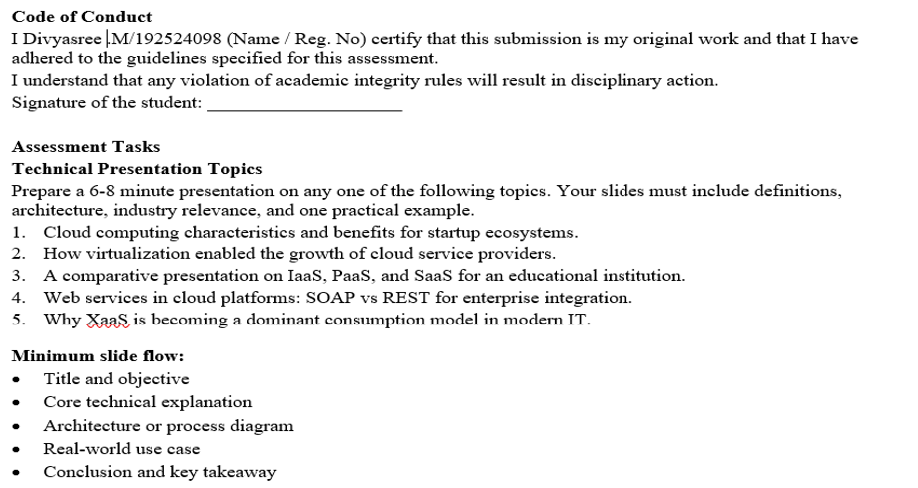 Code of Conduct
I Divyasree .M/192524098 (Name / Reg. No) certify that this submission is my original work and that I have
adhered to the guidelines specified for this assessment.
I understand that any violation of academic integrity rules will result in disciplinary action.
Signature of the student: ____________________
Assessment Tasks
Technical Presentation Topics
Prepare a 6-8 minute presentation on any one of the following topics. Your slides must include definitions,
architecture, industry relevance, and one practical example.
1. Cloud computing characteristics and benefits for startup ecosystems.
2. How virtualization enabled the growth of cloud service providers.
3. A comparative presentation on IaaS, PaaS, and SaaS for an educational institution.
4. Web services in cloud platforms: SOAP vs REST for enterprise integration.
5. Why XaaS is becoming a dominant consumption model in modern IT.
Minimum slide flow:
• Title and objective
• Core technical explanation
• Architecture or process diagram
• Real-world use case
• Conclusion and key takeaway